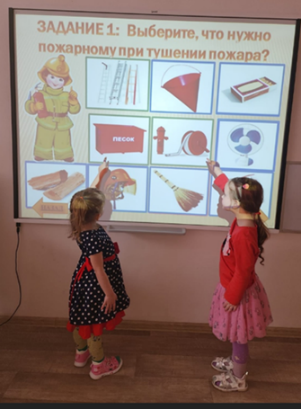 ЗАДАНИЕ 1: Выберите, что нужно
пожарному при тушении пожара?
ПЕСОК